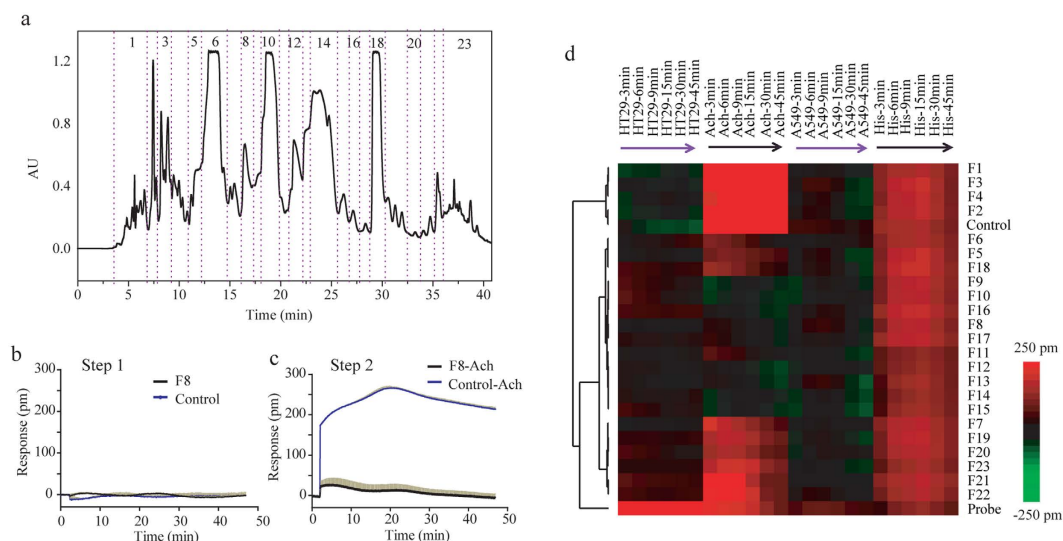 a
1 3 5 6 8 10 12 14 16 18 20 23
1.2
0.8
0.4
0.0
AU
0 5 10 15 20 25 30 35 40
Time (min)
b
Step 1
F8
Control
300
200
100
0
-100
-200
Response (pm)
0 10 20 30 40 50
Time (min)
c
Step 2
F8-Ach
Control-Ach
300
200
100
0
-100
-200
Response (pm)
0 10 20 30 40 50
Time (min)
d
HT29-3min
HT29-6min
HT29-9min
HT29-15min
HT29-30min
HT29-45min
Ach-3min
Ach-6min
Ach-9min
Ach-15min
Ach-30min
Ach-45min
A549-3min
A549-6min
A549-9min
A549-15min
A549-30min
A549-45min
His-3min
His-6min
His-9min
His-15min
His-30min
His-45min
F1
F3
F4
F2
Control
F6
F5
F18
F9
F10
F16
F8
F17
F11
F12
F13
F14
F15
F7
F19
F20
F23
F21
F22
Probe
250 pm
-250 pm